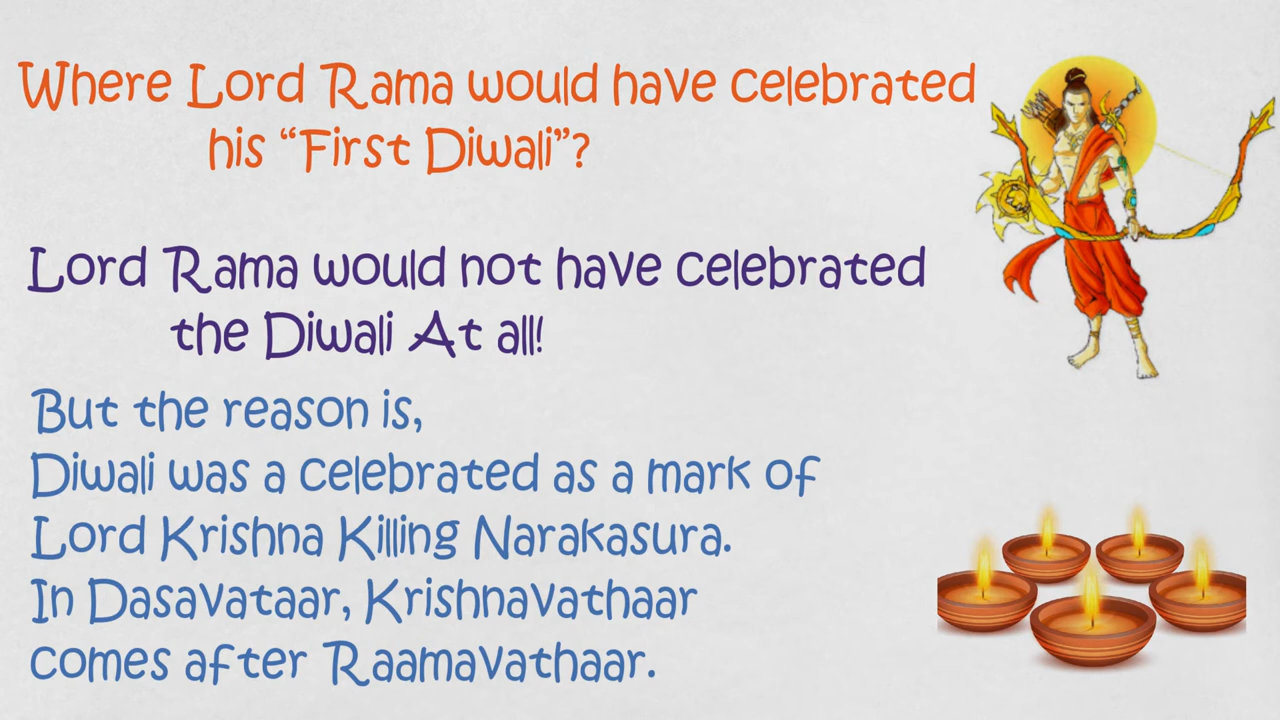 Where Lord Rama would have celebrated
his “First Diwali”?
Lord Rama would not have celebrated
the Diwali At all!
But the reason is,
Diwali was a celebrated as a mark of
Lord Krishna Killing Narakasura.
In Dasavataar, Krishnavathaar
comes after Raamavathaar.